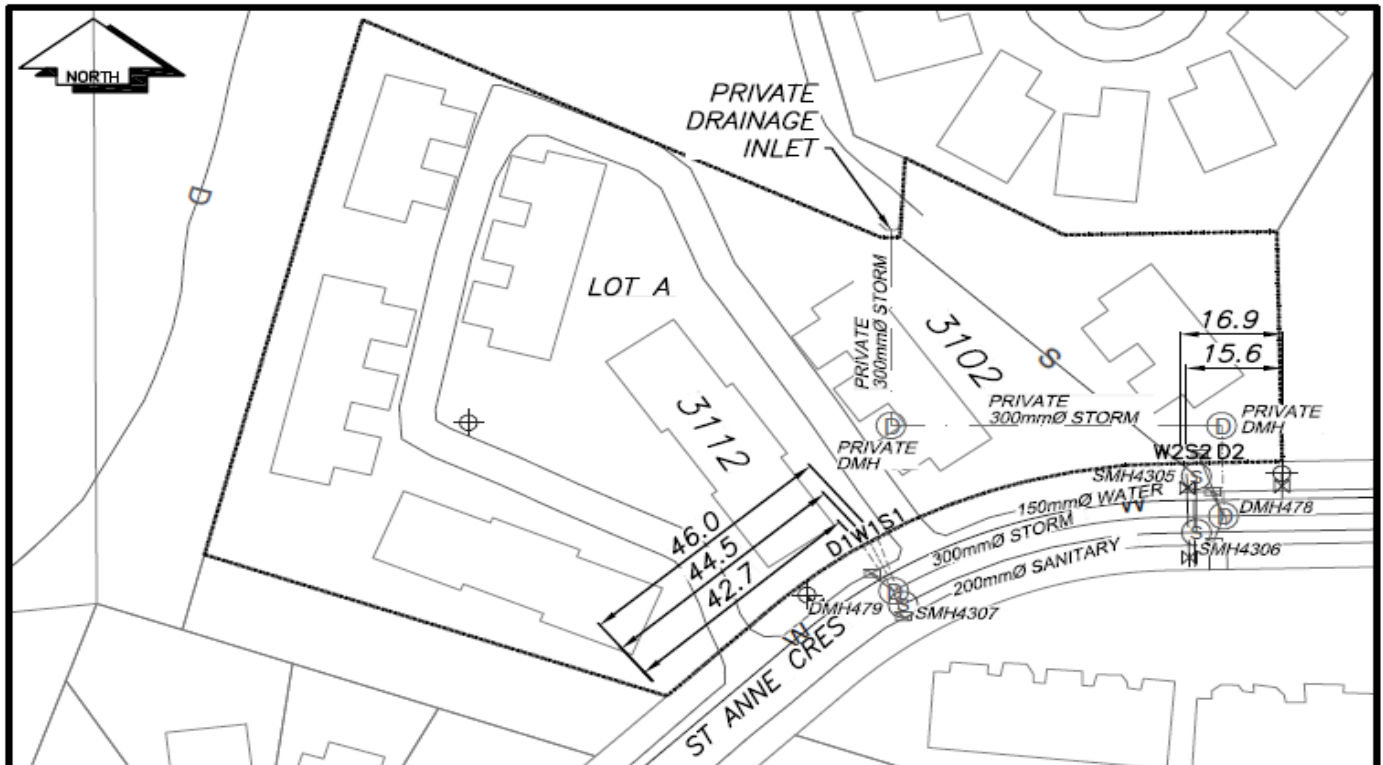 NORTH
PRIVATE
DRAINAGE
INLET
D
LOT A
PRIVATE
300mmØ STORM
3102
S
16.9
15.6
3112
PRIVATE
300mmØ STORM
D
PRIVATE
DMH
D
PRIVATE
DMH
W2S2 D2
SMH4305
S
150mmØ WATER
W
DMH478
D
300mmØ STORM
S
SMH4306
200mmØ SANITARY
46.0
44.5
42.7
D1W1S1
D
DMH479
S
SMH4307
W
ST ANNE CRES